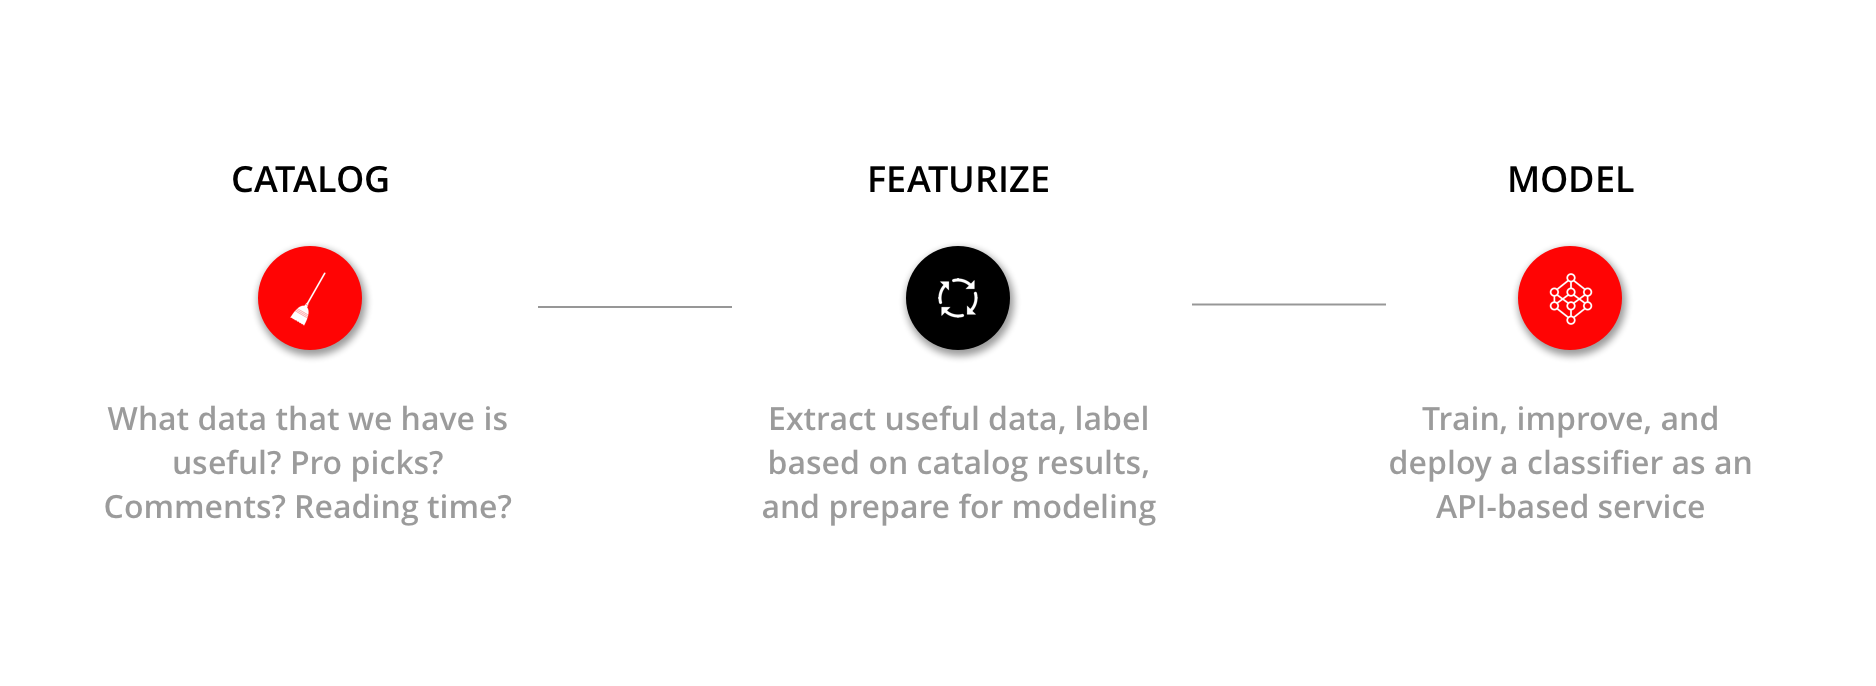 CATALOG
What data that we have is
useful? Pro picks?
Comments? Reading time?
FEATURIZE
Extract useful data, label
based on catalog results,
and prepare for modeling
MODEL
Train, improve, and
deploy a classifier as an
API-based service